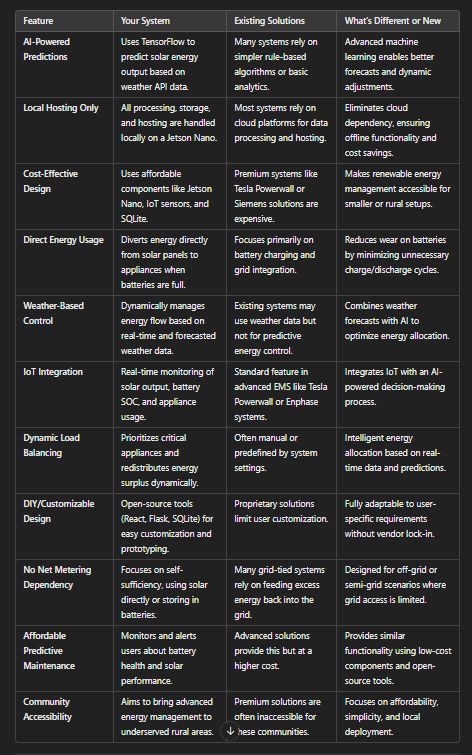 Feature Your System Existing Solutions What's Different or New
AI-Powered Predictions
Uses TensorFlow to
predict solar energy
output based on
weather API data.
Many systems rely on
simpler rule-based
algorithms or basic
analytics.
Advanced machine
learning enables better
forecasts and dynamic
adjustments.
Local Hosting Only
All processing, storage,
and hosting are handled
locally on a Jetson Nano.
Most systems rely on
cloud platforms for data
processing and hosting.
Eliminates cloud
dependency, ensuring
offline functionality and
cost savings.
Cost-Effective
Design
Uses affordable
components like Jetson
Nano, IoT sensors, and
SQLite.
Premium systems like
Tesla Powerwall or
Siemens solutions are
expensive.
Makes renewable energy
management accessible for
smaller or rural setups.
Direct Energy Usage
Diverts energy directly
from solar panels to
appliances when
batteries are full.
Focuses primarily on
battery charging and
grid integration.
Reduces wear on batteries
by minimizing unnecessary
charge/discharge cycles.
Weather-Based
Control
Dynamically manages
energy flow based on
real-time and forecasted
weather data.
Existing systems may
use weather data but
not for predictive
energy control.
Combines weather
forecasts with AI to
optimize energy allocation.
IoT Integration
Real-time monitoring of
solar output, battery
SOC, and appliance
usage.
Standard feature in
advanced EMS like Tesla
Powerwall or Enphase
systems.
Integrates IoT with an AI-
powered decision-making
process.
Dynamic Load
Balancing
Prioritizes critical
appliances and
redistributes energy
surplus dynamically.
Often manual or
predefined by system
settings.
Intelligent energy
allocation based on real-
time data and predictions.
DIY/Customizable
Design
Open-source tools
(React, Flask, SQLite) for
easy customization and
prototyping.
Proprietary solutions
limit user customization.
Fully adaptable to user-
specific requirements
without vendor lock-in.
No Net Metering
Dependency
Focuses on self-
sufficiency, using solar
directly or storing in
batteries.
Many grid-tied systems
rely on feeding excess
energy back into the
grid.
Designed for off-grid or
semi-grid scenarios where
grid access is limited.
Affordable
Predictive
Maintenance
Monitors and alerts
users about battery
health and solar
performance.
Advanced solutions
provide this but at a
higher cost.
Provides similar
functionality using low-cost
components and open-
source tools.
Community
Accessibility
Aims to bring advanced
energy management to
underserved rural areas.
Premium solutions are
often inaccessible for
these communities.
Focuses on affordability,
simplicity, and local
deployment.